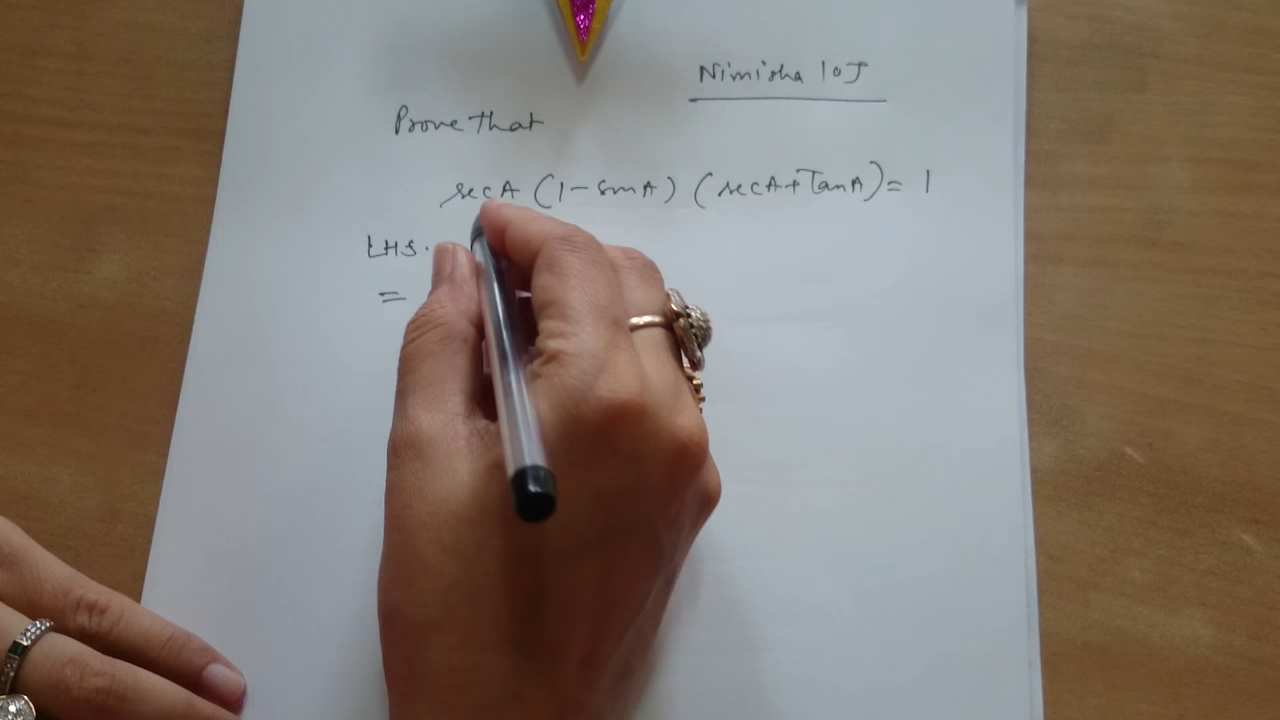 Nimisha 10J
Prove that
secA (1-sinA) (secA+TanA)= 1
LHS.
=